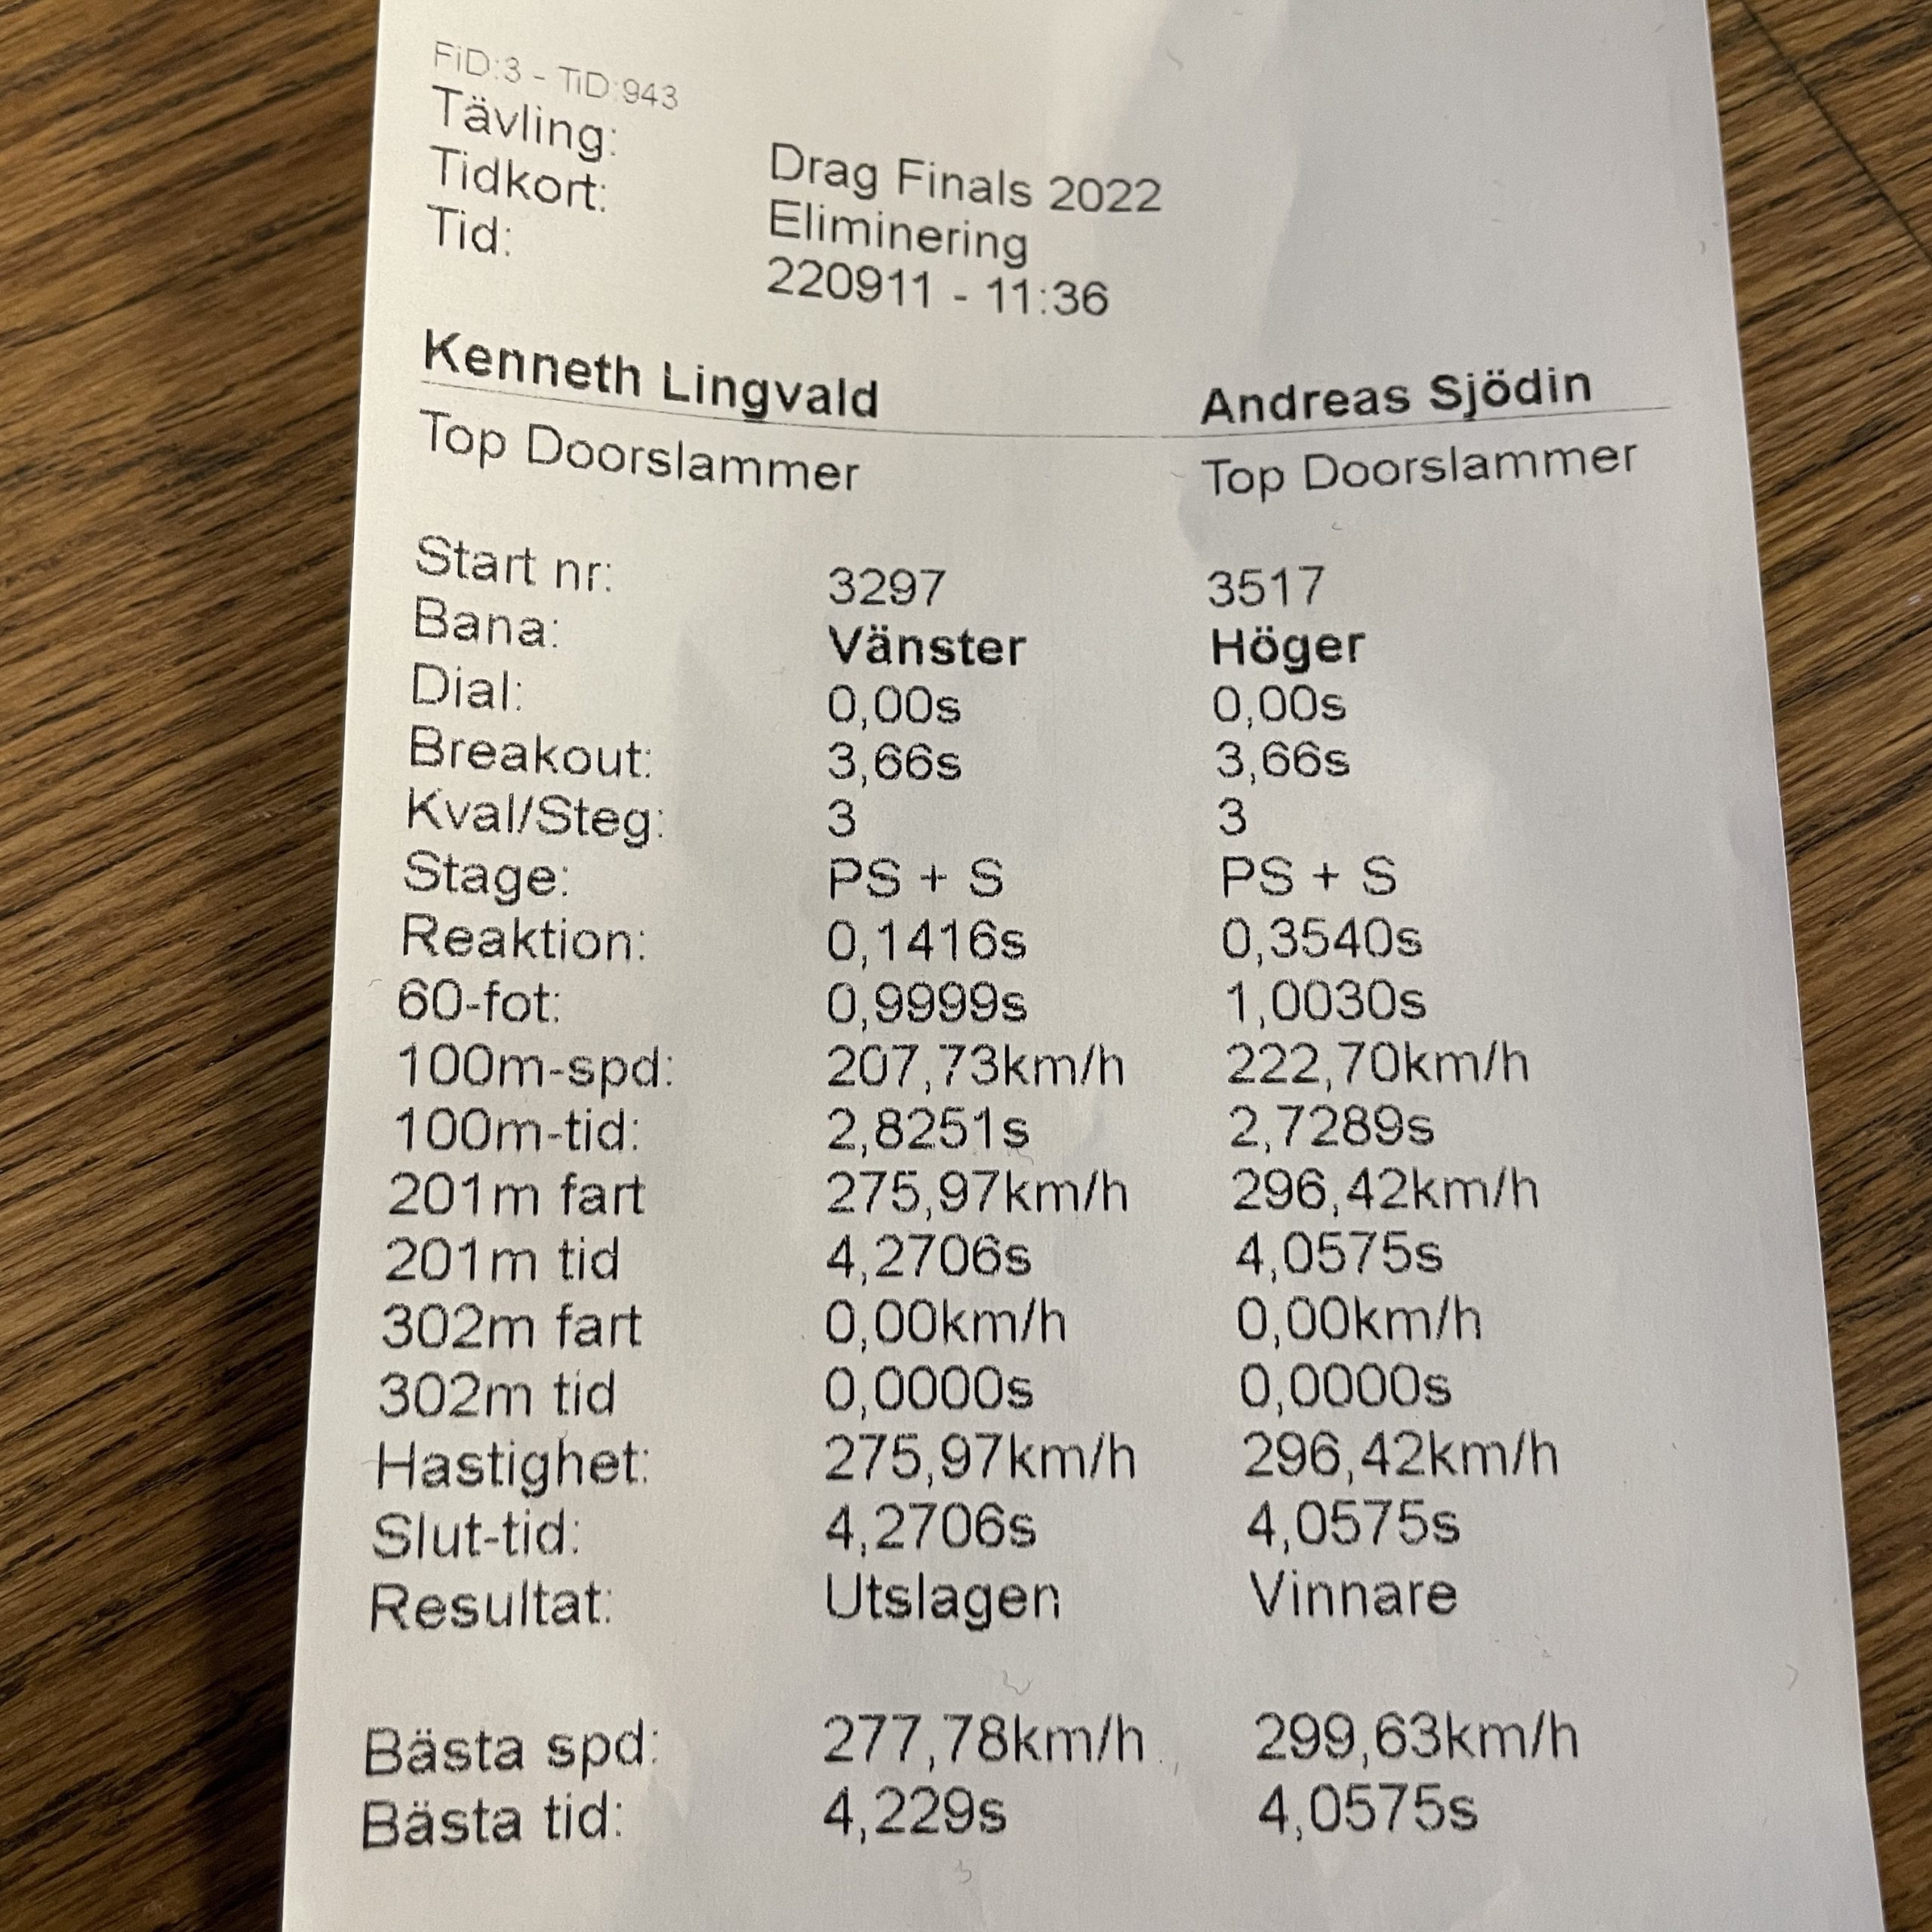 FiD:3 - TiD:943
Tävling: Drag Finals 2022
Tidkort: Eliminering
Tid: 220911 - 11:36
Kenneth Lingvald Andreas Sjödin
Top Doorslammer Top Doorslammer
Start nr: 3297 3517
Bana: Vänster Höger
Dial: 0,00s 0,00s
Breakout: 3,66s 3,66s
Kval/Steg: 3 3
Stage: PS + S PS + S
Reaktion: 0,1416s 0,3540s
60-fot: 0,9999s 1,0030s
100m-spd: 207,73km/h 222,70km/h
100m-tid: 2,8251s 2,7289s
201m fart 275,97km/h 296,42km/h
201m tid 4,2706s 4,0575s
302m fart 0,00km/h 0,00km/h
302m tid 0,0000s 0,0000s
Hastighet: 275,97km/h 296,42km/h
Slut-tid: 4,2706s 4,0575s
Resultat: Utslagen Vinnare
Bästa spd: 277,78km/h 299,63km/h
Bästa tid: 4,229s 4,0575s